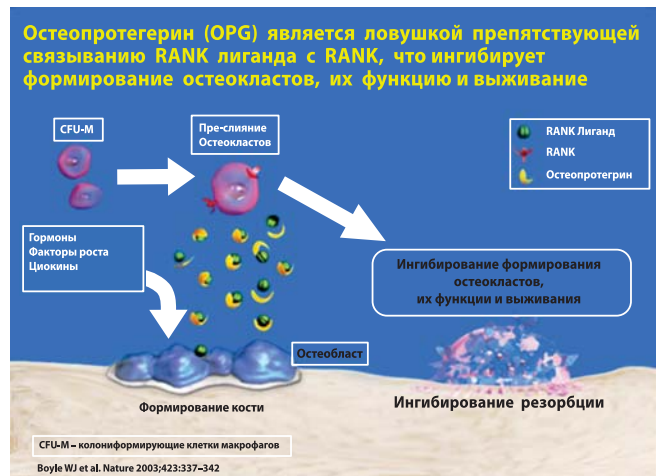 Остеопротегерин (OPG) является ловушкой препятствующей
связыванию RANK лиганда с RANK, что ингибирует
формирование остеокластов, их функцию и выживание
CFU-M
Пре-слияние
Остеокластов
RANK Лиганд
RANK
Остеопротегрин
Гормоны
Факторы роста
Циокины
Ингибирование формирования
остеокластов,
их функции и выживания
Остеобласт
Формирование кости
Ингибирование резорбции
CFU-M – колониформирующие клетки макрофагов
Boyle WJ et al. Nature 2003;423:337–342